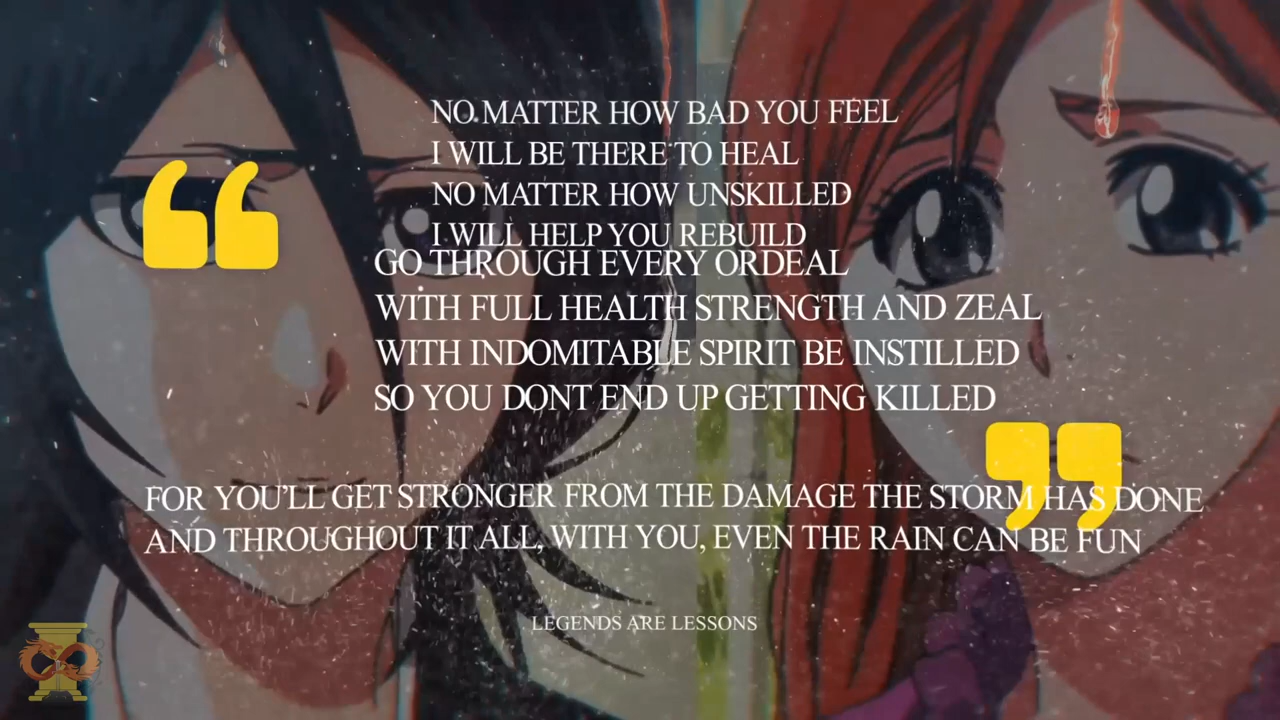 NO MATTER HOW BAD YOU FEEL
I WILL BE THERE TO HEAL
NO MATTER HOW UNSKILLED
I WILL HELP YOU REBUILD
GO THROUGH EVERY ORDEAL
WITH FULL HEALTH STRENGTH AND ZEAL
WITH INDOMITABLE SPIRIT BE INSTILLED
SO YOU DONT END UP GETTING KILLED
FOR YOU'LL GET STRONGER FROM THE DAMAGE THE STORM HAS DONE
AND THROUGHOUT IT ALL, WITH YOU, EVEN THE RAIN CAN BE FUN
LEGENDS ARE LESSONS